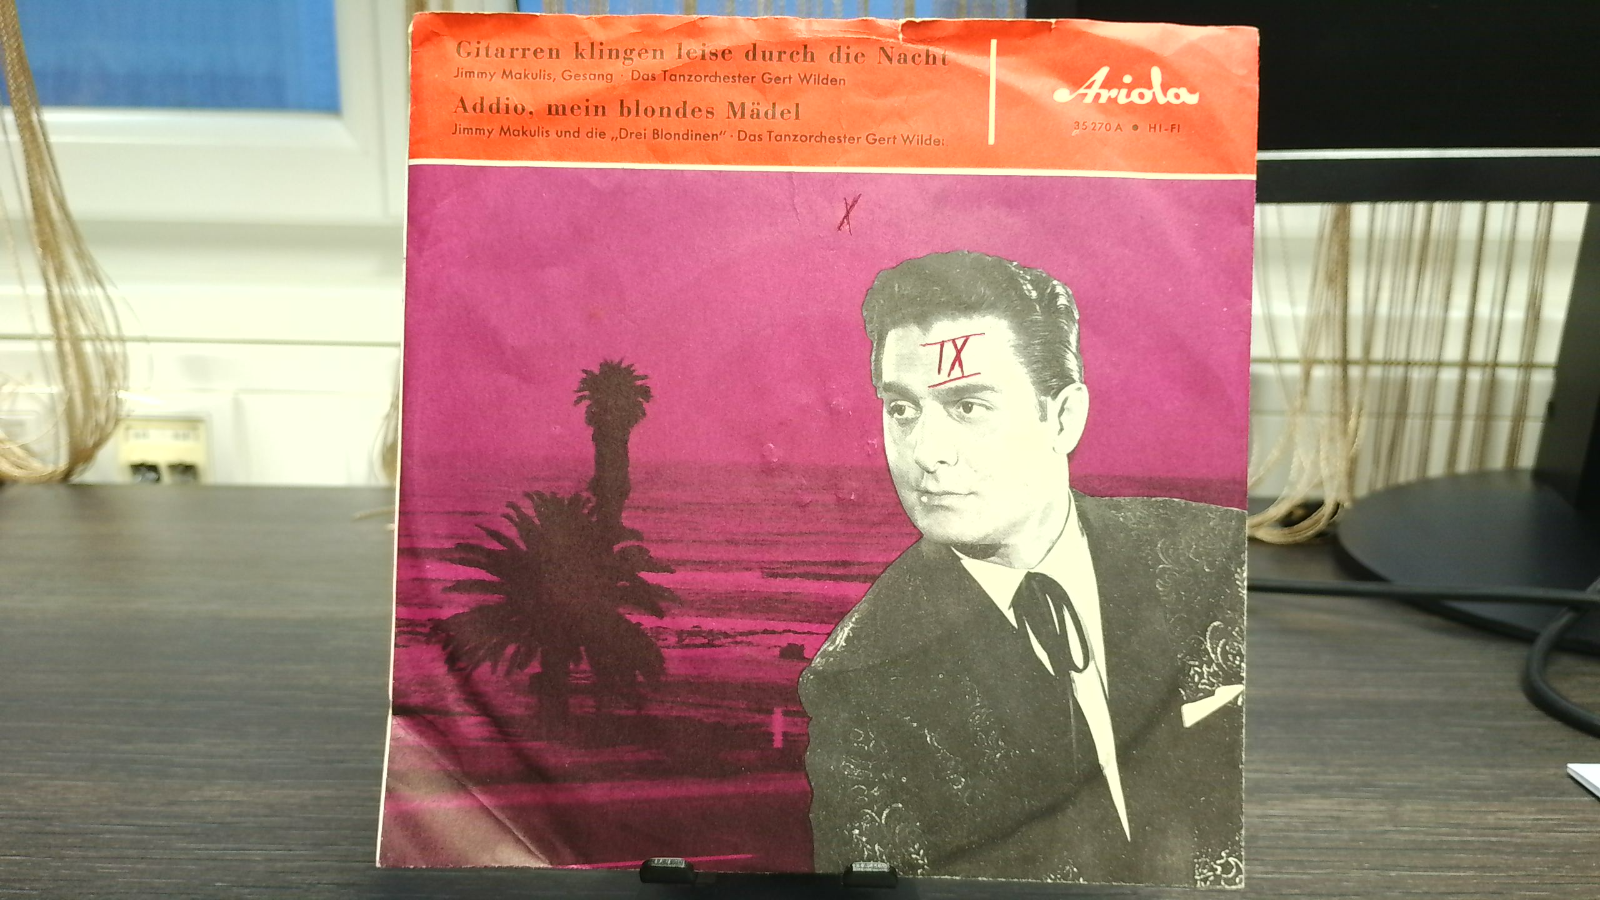 Gitarren klingen leise durch die Nacht
Jimmy Makulis, Gesang · Das Tanzorchester Gert Wilden
Addio, mein blondes Mädel
Jimmy Makulis und die „Drei Blondinen“ · Das Tanzorchester Gert Wilde
Ariola
35 270 A • HI-FI
X
IX